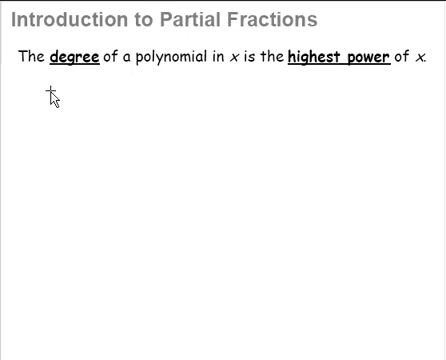 Introduction to Partial Fractions
The degree of a polynomial in x is the highest power of x.